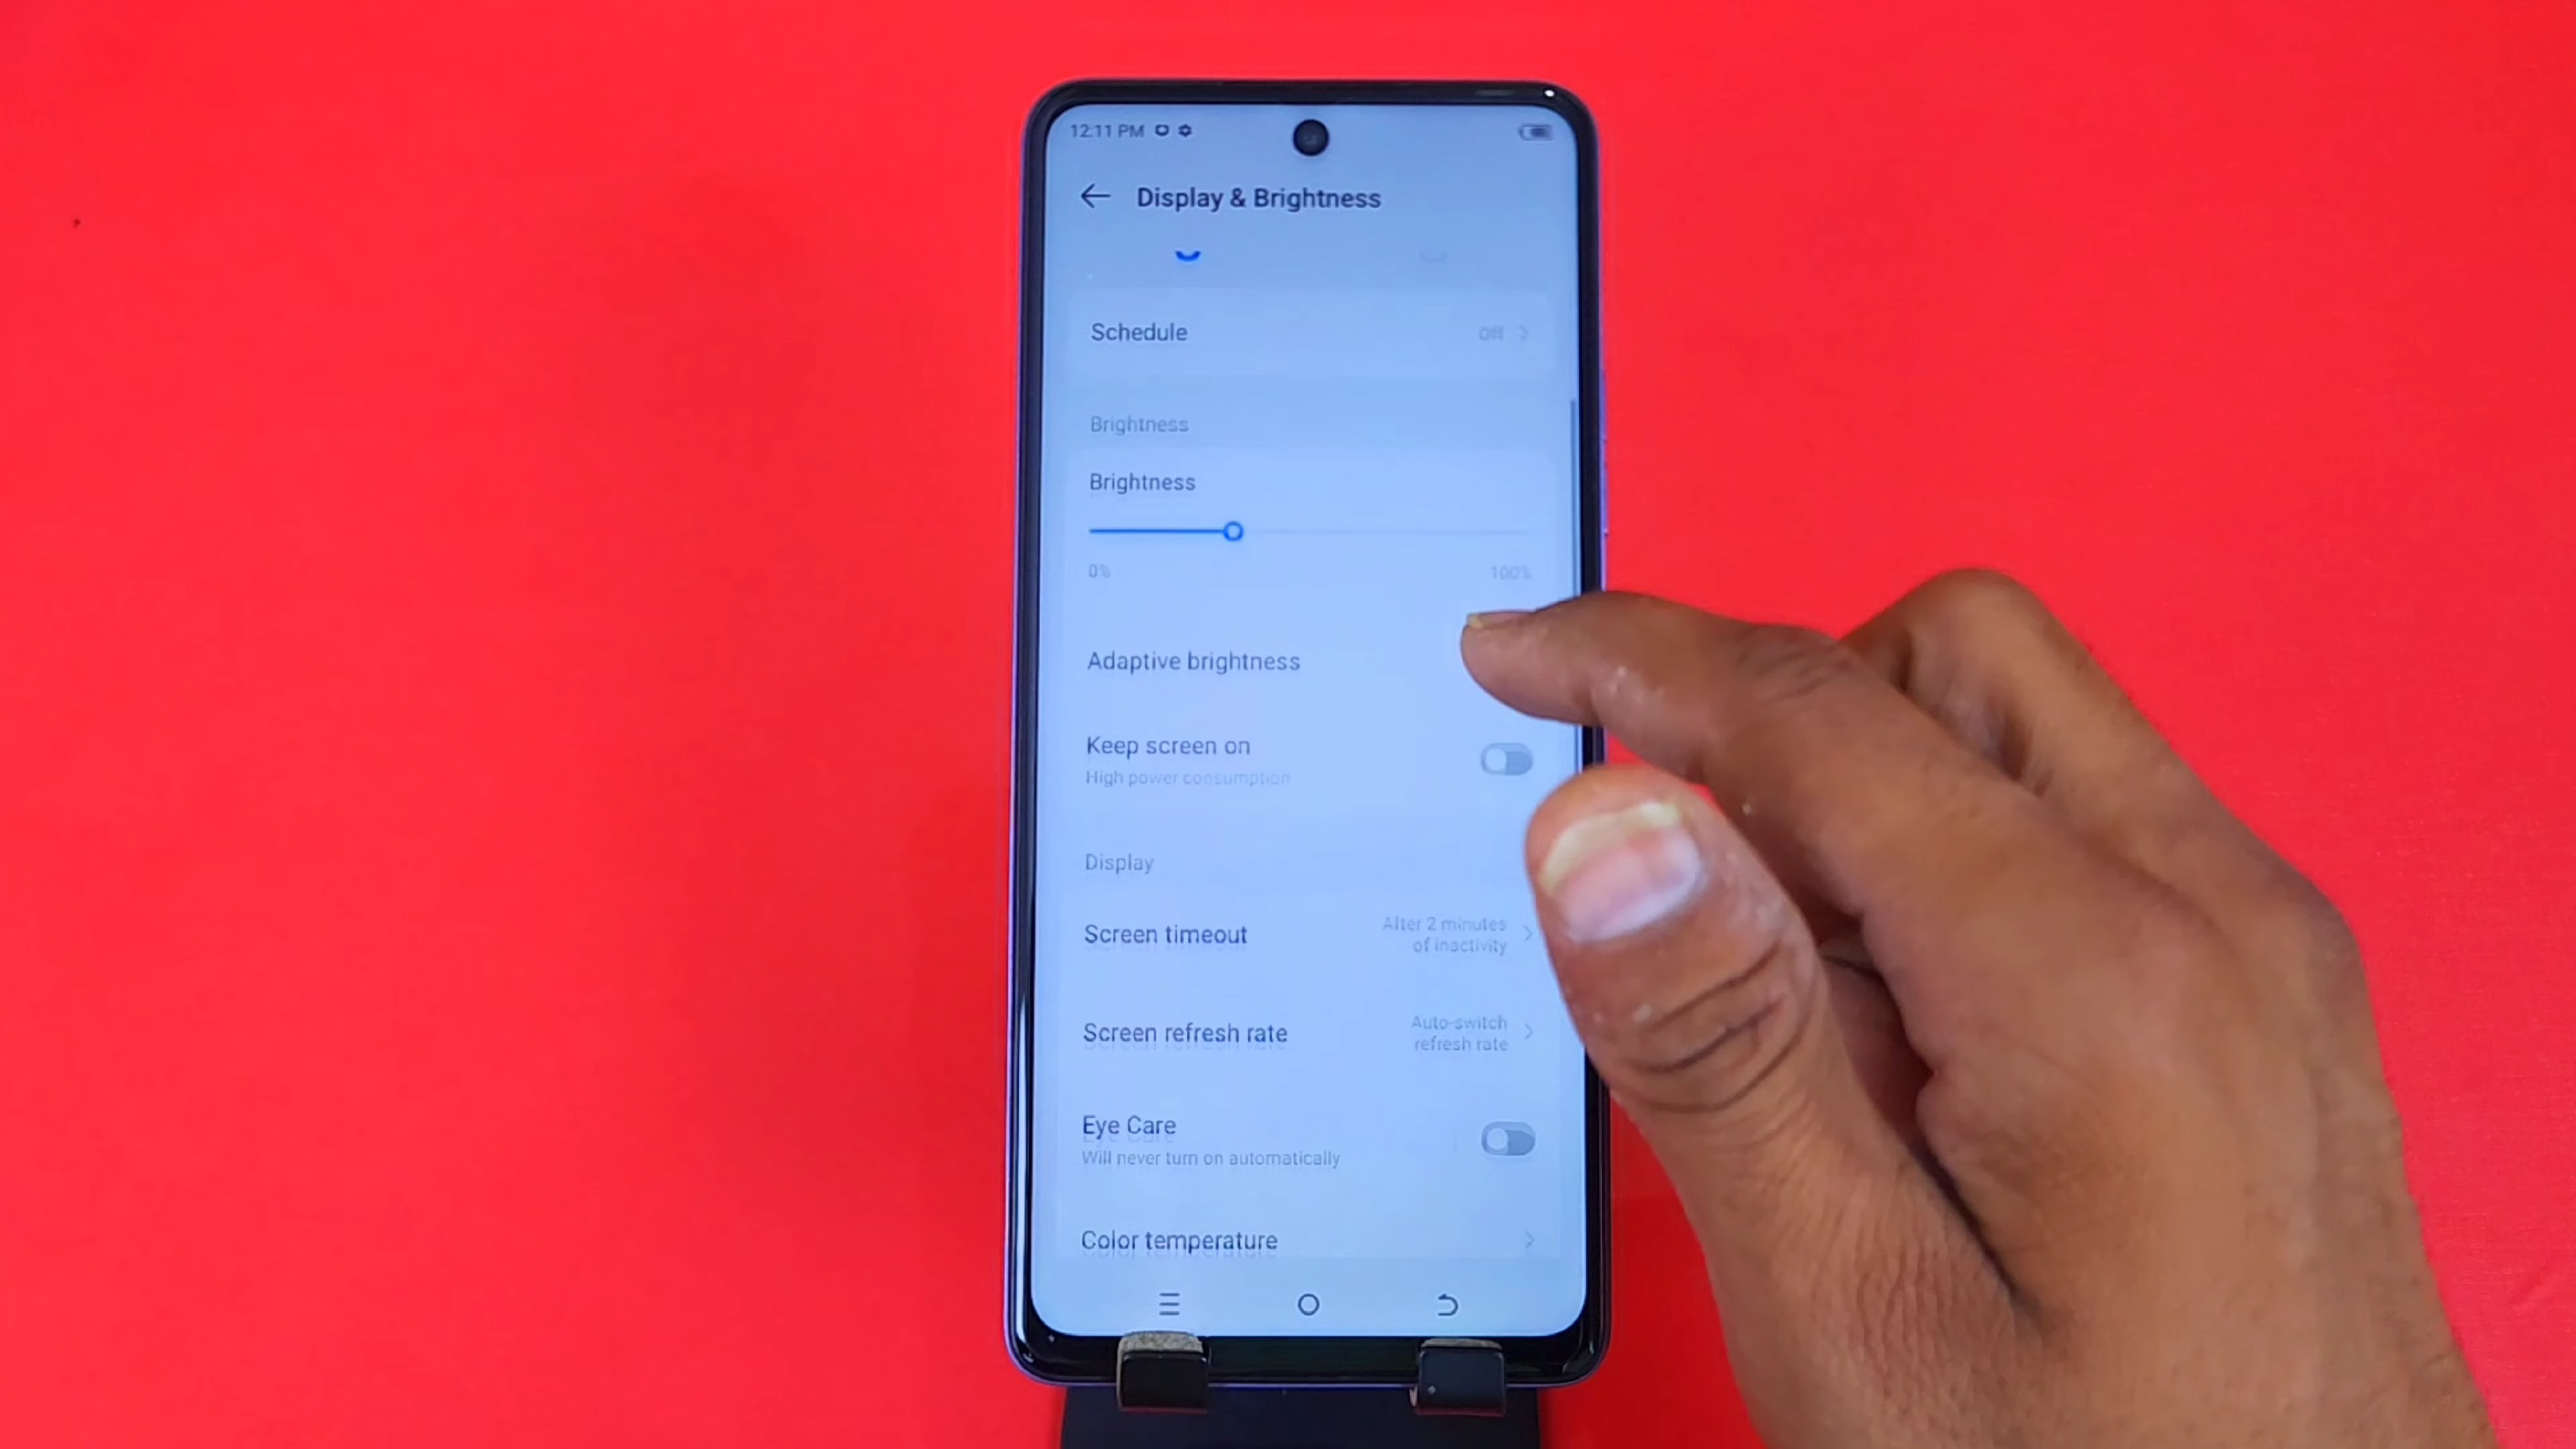 12:11 PM
Display & Brightness
Schedule Off
Brightness
Brightness
0% 100%
Adaptive brightness
Keep screen on
High power consumption
Display
Screen timeout After 2 minutes
of inactivity
Screen refresh rate Auto-switch
refresh rate
Eye Care
Will never turn on automatically
Color temperature